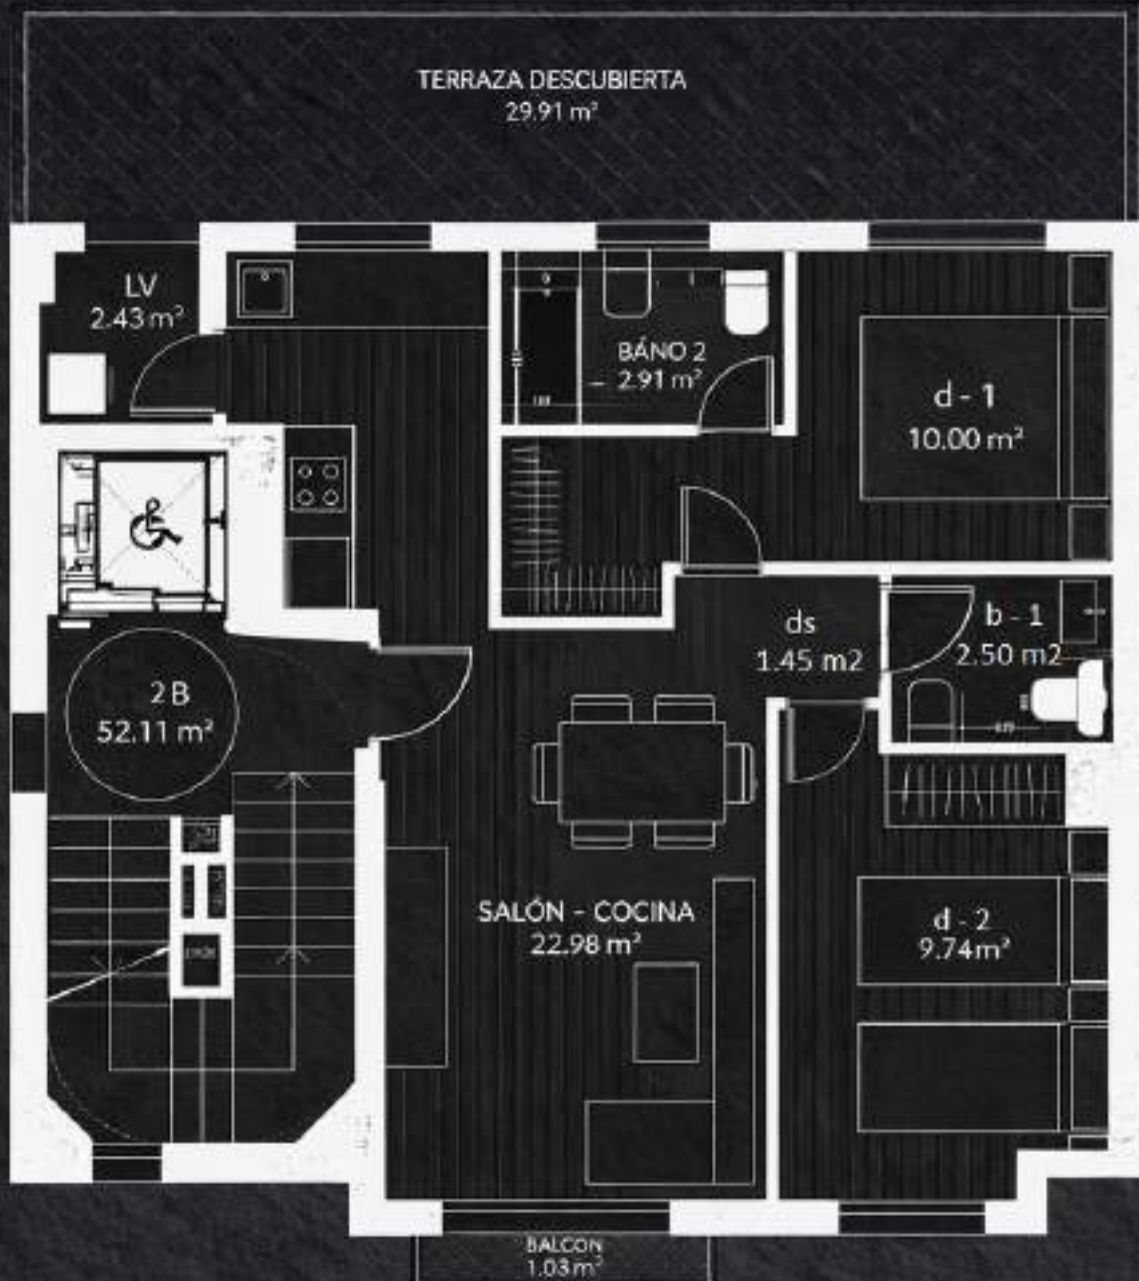 TERRAZA DESCUBIERTA
29.91 m²
LV
2.43 m²
BÁNO 2
2.91 m²
d - 1
10.00 m²
ds
1.45 m2
b - 1
2.50 m2
2 B
52.11 m²
SALÓN - COCINA
22.98 m²
d - 2
9.74m²
BALCON
1.03 m²